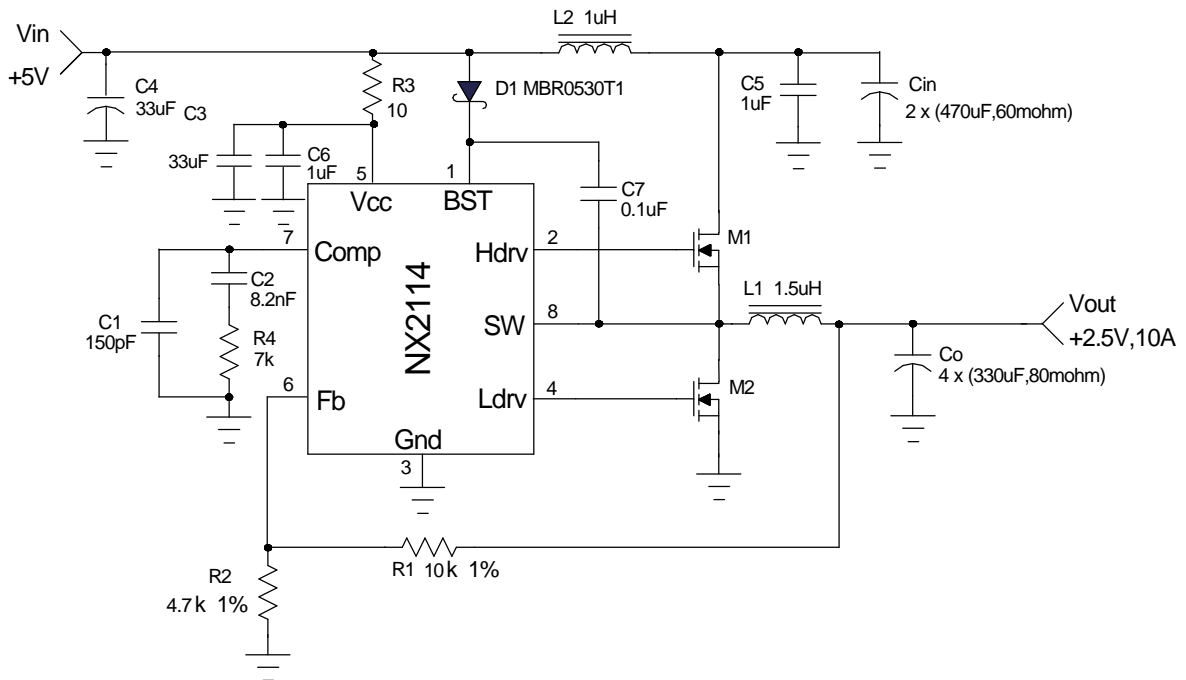 Vin
+5V
C4
33uF
C3
33uF
C6
1uF
R3
10
D1 MBR0530T1
L2 1uH
C5
1uF
Cin
2 x (470uF,60mohm)
5
Vcc
1
BST
C7
0.1uF
7
Comp
C2
8.2nF
R4
7k
C1
150pF
6
Fb
NX2114
Hdrv
2
SW
8
Ldrv
4
Gnd
3
M1
M2
L1 1.5uH
Vout
+2.5V,10A
Co
4 x (330uF,80mohm)
R1 10k 1%
R2
4.7k 1%